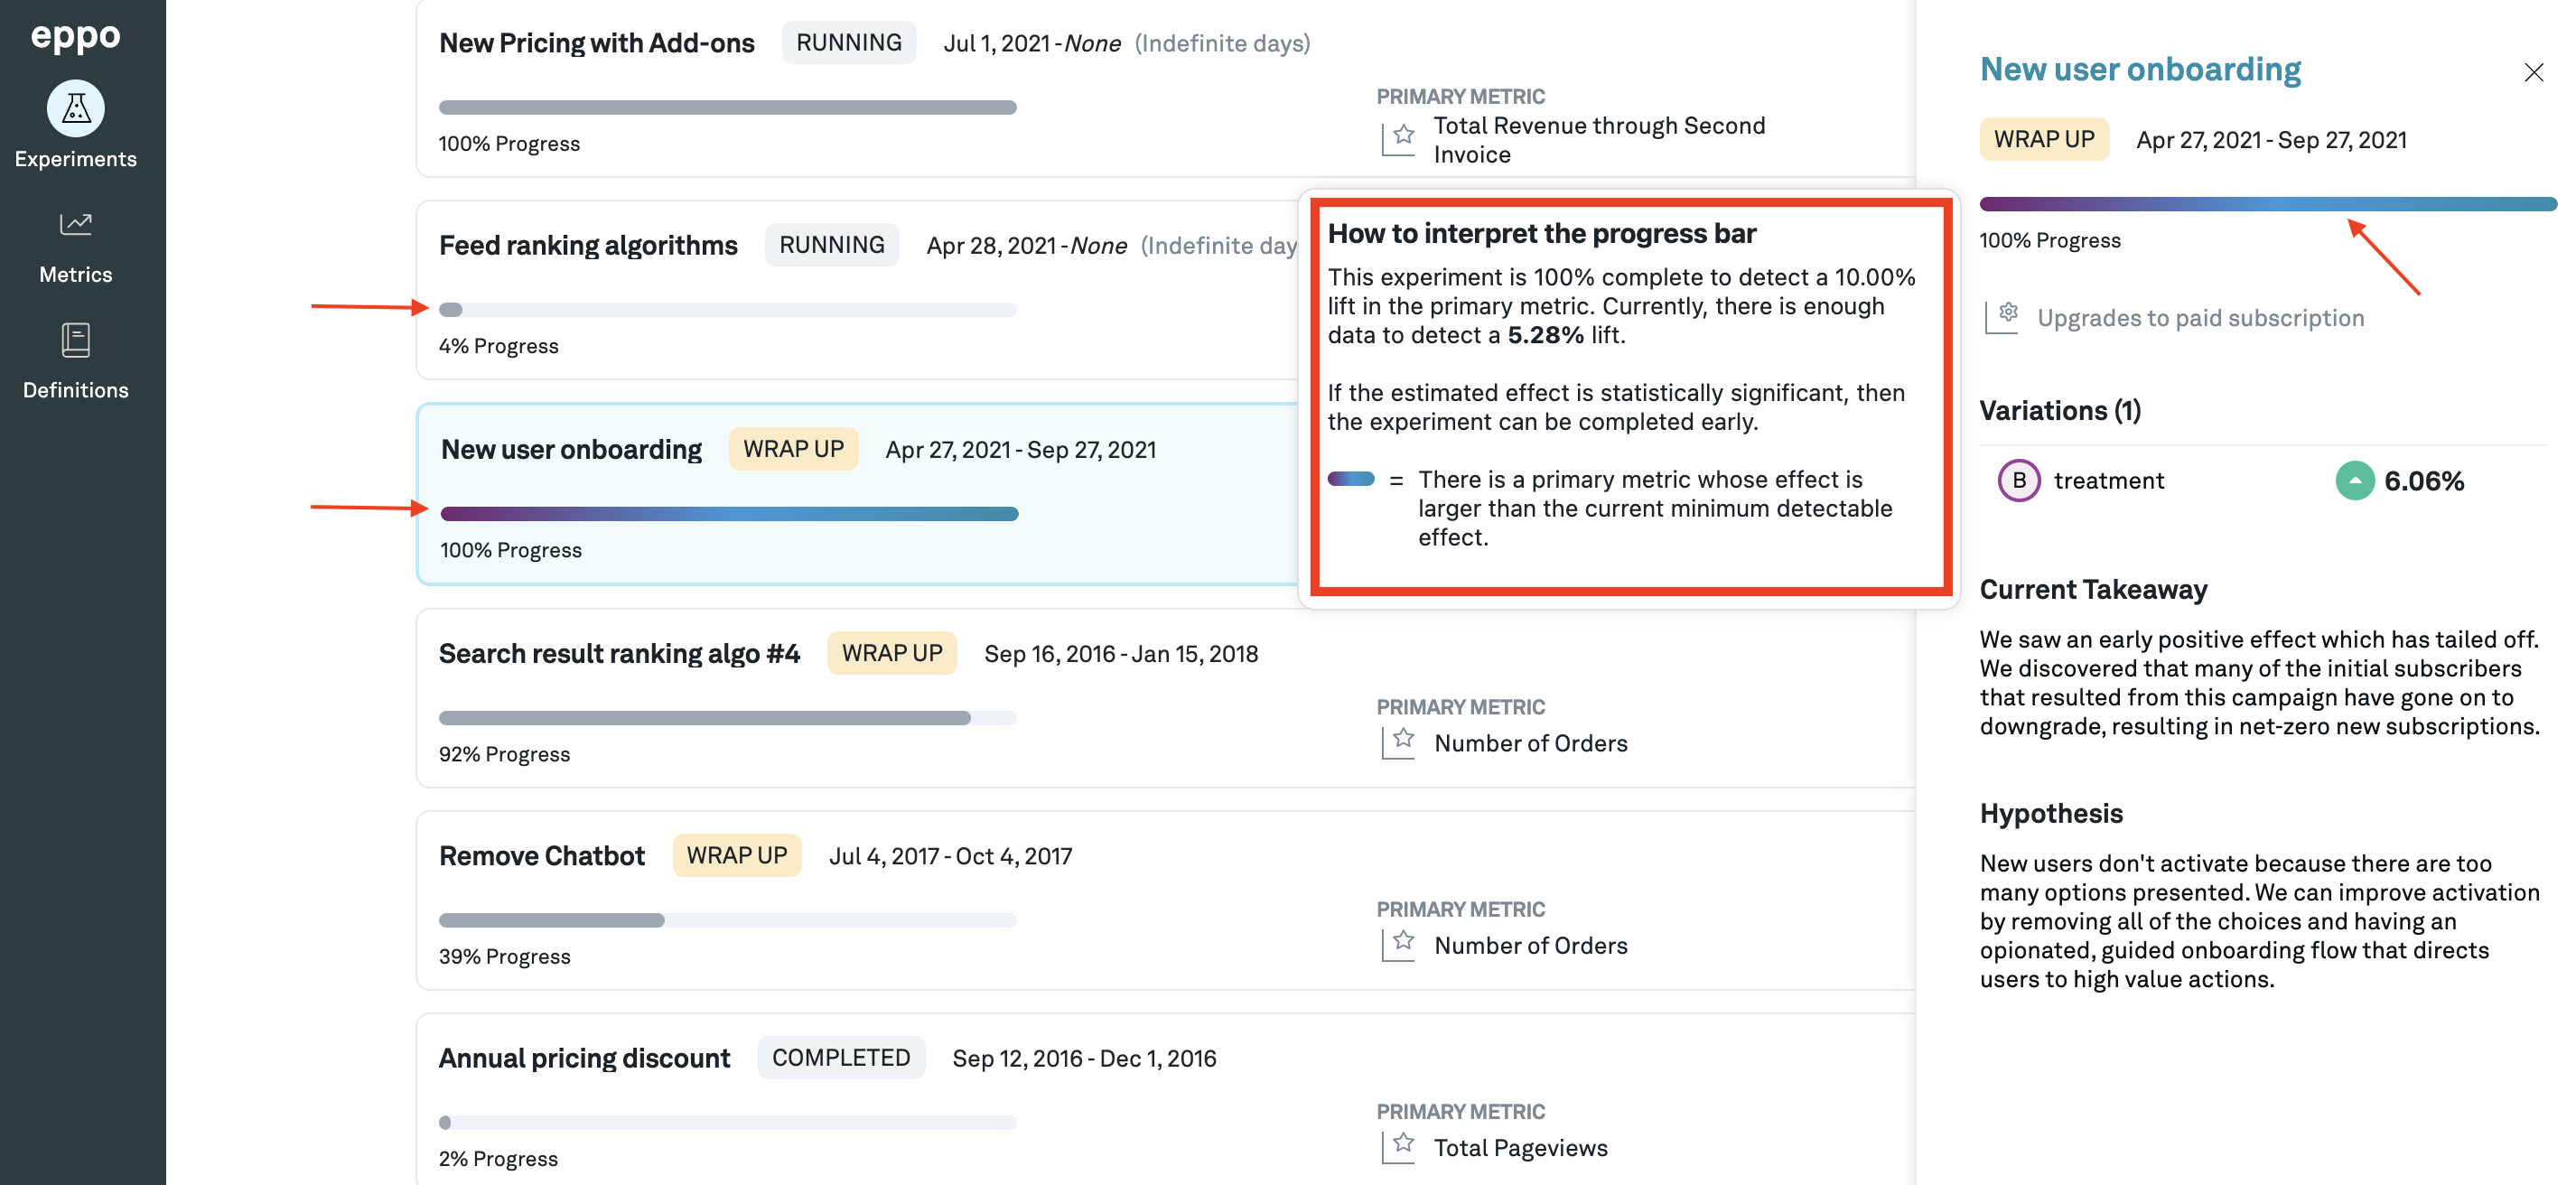 eppo
Experiments
Metrics
Definitions
New Pricing with Add-ons RUNNING Jul 1, 2021 - None (Indefinite days)
100% Progress
PRIMARY METRIC
Total Revenue through Second
Invoice
Feed ranking algorithms RUNNING Apr 28, 2021 - None (Indefinite day
4% Progress
New user onboarding WRAP UP Apr 27, 2021 - Sep 27, 2021
100% Progress
Search result ranking algo #4 WRAP UP Sep 16, 2016 - Jan 15, 2018
92% Progress
PRIMARY METRIC
Number of Orders
Remove Chatbot WRAP UP Jul 4, 2017 - Oct 4, 2017
39% Progress
PRIMARY METRIC
Number of Orders
Annual pricing discount COMPLETED Sep 12, 2016 - Dec 1, 2016
2% Progress
PRIMARY METRIC
Total Pageviews
How to interpret the progress bar
This experiment is 100% complete to detect a 10.00%
lift in the primary metric. Currently, there is enough
data to detect a 5.28% lift.
If the estimated effect is statistically significant, then
the experiment can be completed early.
= There is a primary metric whose effect is
larger than the current minimum detectable
effect.
New user onboarding
WRAP UP Apr 27, 2021 - Sep 27, 2021
100% Progress
Upgrades to paid subscription
Variations (1)
B treatment 6.06%
Current Takeaway
We saw an early positive effect which has tailed off.
We discovered that many of the initial subscribers
that resulted from this campaign have gone on to
downgrade, resulting in net-zero new subscriptions.
Hypothesis
New users don't activate because there are too
many options presented. We can improve activation
by removing all of the choices and having an
opionated, guided onboarding flow that directs
users to high value actions.